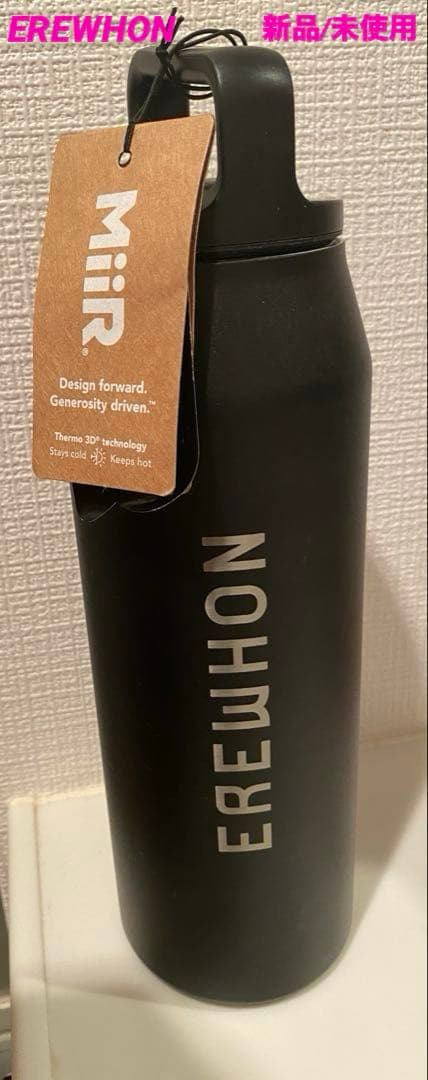 EREWHON 新品/未使用
MiiR®
Design forward.
Generosity driven.™
Thermo 3D® technology
Stays cold Keeps hot
EREWHON